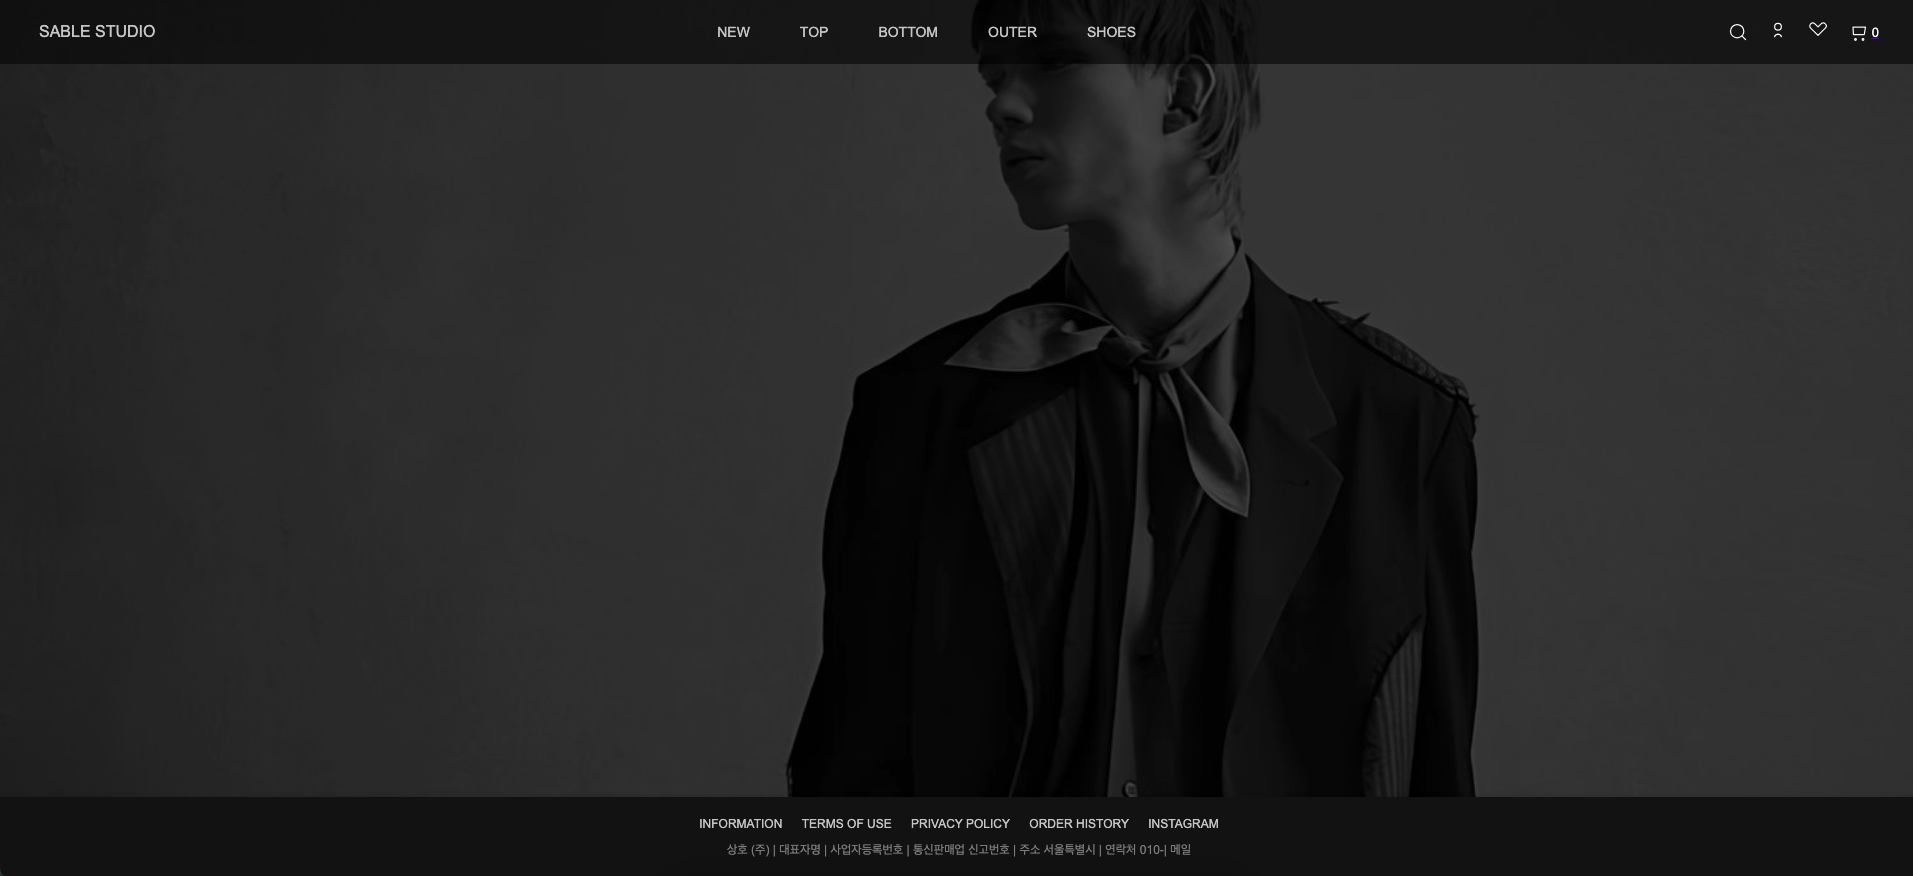 SABLE STUDIO
NEW TOP BOTTOM OUTER SHOES
0
INFORMATION TERMS OF USE PRIVACY POLICY ORDER HISTORY INSTAGRAM
상호 (주) | 대표자명 | 사업자등록번호 | 통신판매업 신고번호 | 주소 서울특별시 | 연락처 010-| 메일